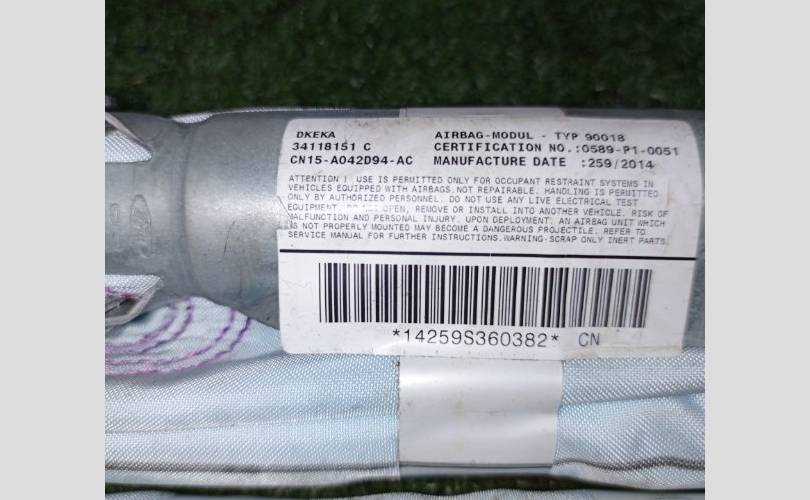 DKEKA AIRBAG-MODUL - TYP 90018
34118151 C CERTIFICATION NO.:0589-P1-0051
CN15-A042D94-AC MANUFACTURE DATE :259/2014
ATTENTION ! USE IS PERMITTED ONLY FOR OCCUPANT RESTRAINT SYSTEMS IN
VEHICLES EQUIPPED WITH AIRBAGS. NOT REPAIRABLE. HANDLING IS PERMITTED
ONLY BY AUTHORIZED PERSONNEL. DO NOT USE ANY LIVE ELECTRICAL TEST
EQUIPMENT. DO NOT OPEN, REMOVE OR INSTALL INTO ANOTHER VEHICLE. RISK OF
MALFUNCTION AND PERSONAL INJURY. UPON DEPLOYMENT. AN AIRBAG UNIT WHICH
IS NOT PROPERLY MOUNTED MAY BECOME A DANGEROUS PROJECTILE. REFER TO
SERVICE MANUAL FOR FURTHER INSTRUCTIONS.WARNING-SCRAP ONLY INERT PARTS
*14259S360382* CN